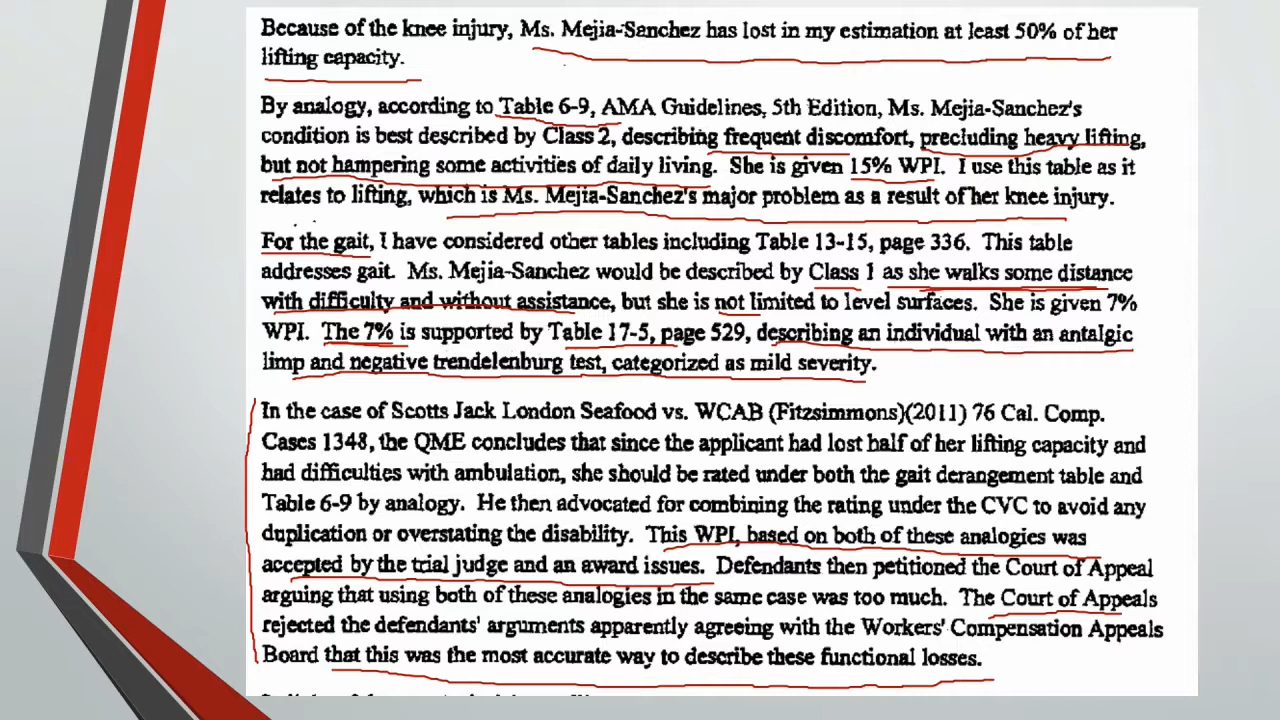 Because of the knee injury, Ms. Mejia-Sanchez has lost in my estimation at least 50% of her
lifting capacity.
By analogy, according to Table 6-9, AMA Guidelines, 5th Edition, Ms. Mejia-Sanchez's
condition is best described by Class 2, describing frequent discomfort, precluding heavy lifting,
but not hampering some activities of daily living. She is given 15% WPI. I use this table as it
relates to lifting, which is Ms. Mejia-Sanchez's major problem as a result of her knee injury.
For the gait, I have considered other tables including Table 13-15, page 336. This table
addresses gait. Ms. Mejia-Sanchez would be described by Class 1 as she walks some distance
with difficulty and without assistance, but she is not limited to level surfaces. She is given 7%
WPI. The 7% is supported by Table 17-5, page 529, describing an individual with an antalgic
limp and negative trendelenburg test, categorized as mild severity.
In the case of Scotts Jack London Seafood vs. WCAB (Fitzsimmons)(2011) 76 Cal. Comp.
Cases 1348, the QME concludes that since the applicant had lost half of her lifting capacity and
had difficulties with ambulation, she should be rated under both the gait derangement table and
Table 6-9 by analogy. He then advocated for combining the rating under the CVC to avoid any
duplication or overstating the disability. This WPI, based on both of these analogies was
accepted by the trial judge and an award issues. Defendants then petitioned the Court of Appeal
arguing that using both of these analogies in the same case was too much. The Court of Appeals
rejected the defendants' arguments apparently agreeing with the Workers' Compensation Appeals
Board that this was the most accurate way to describe these functional losses.